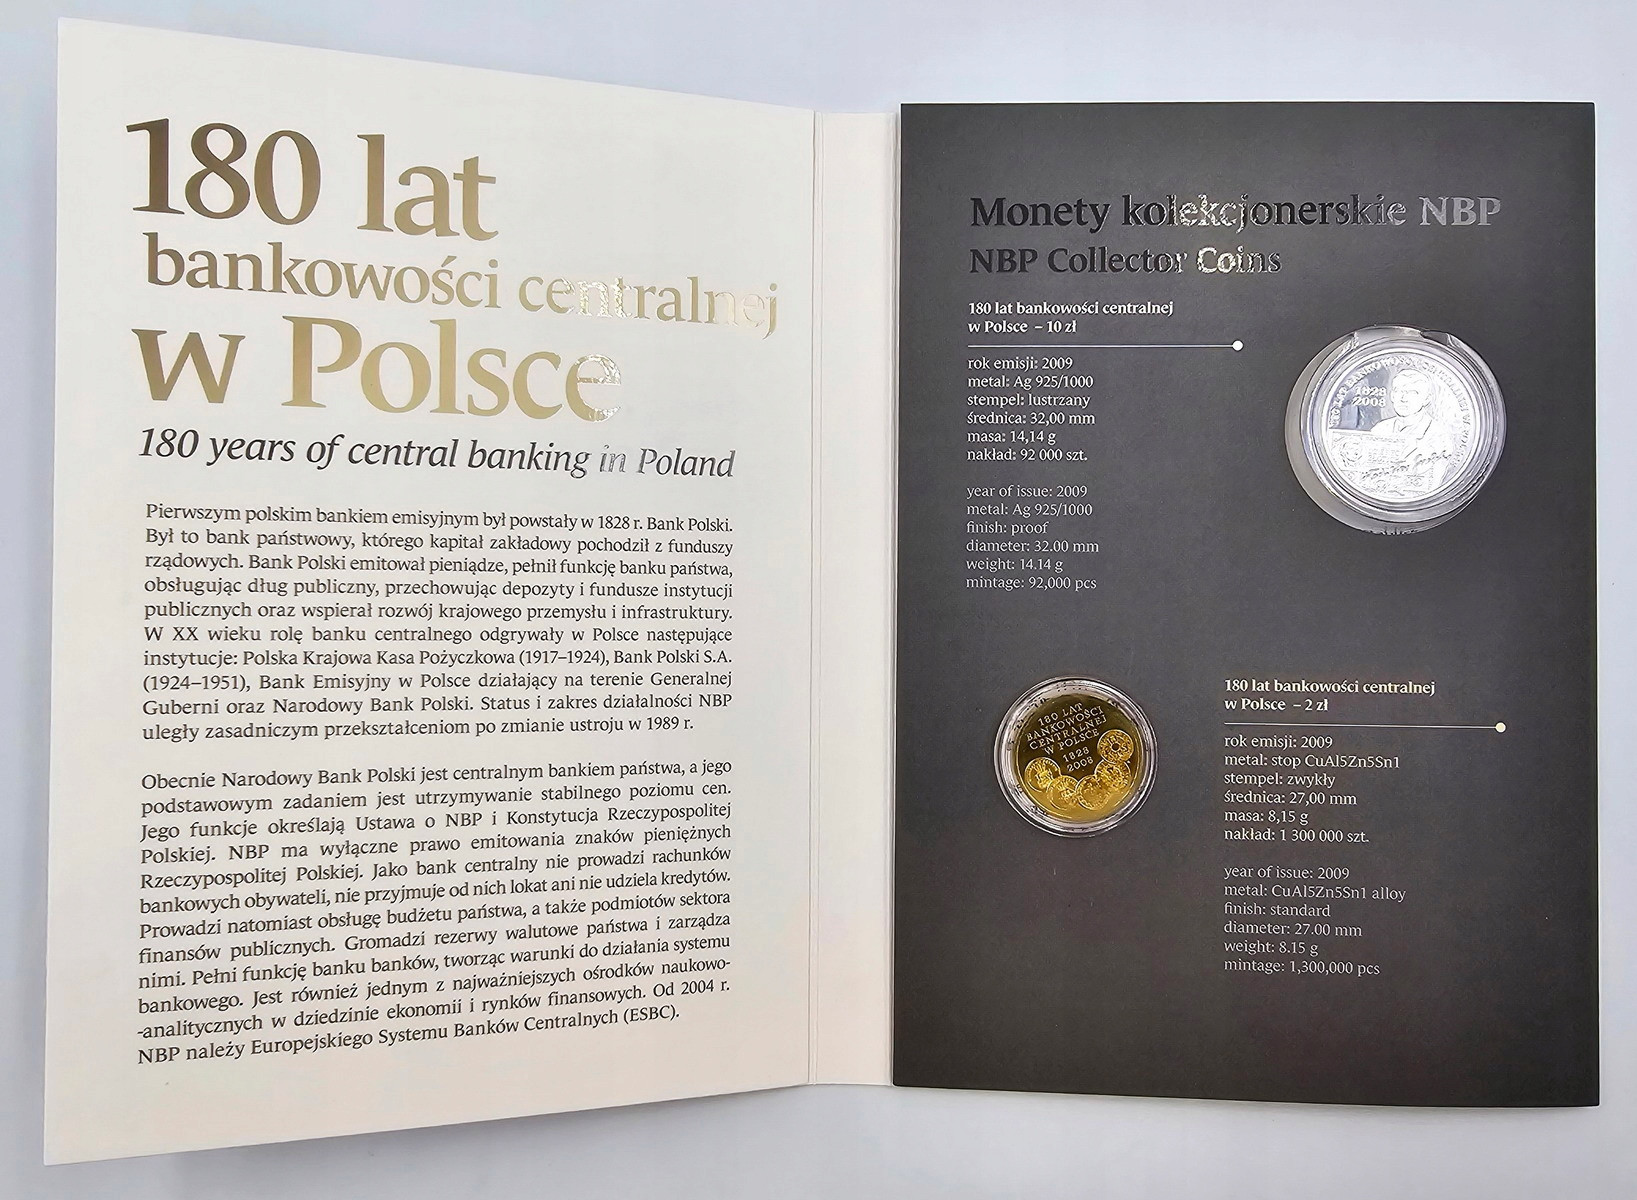 180 lat
bankowości centralnej
w Polsce
180 years of central banking in Poland
Pierwszym polskim bankiem emisyjnym był powstały w 1828 r. Bank Polski.
Był to bank państwowy, którego kapitał zakładowy pochodził z funduszy
rządowych. Bank Polski emitował pieniądze, pełnił funkcję banku państwa,
obsługując dług publiczny, przechowując depozyty i fundusze instytucji
publicznych oraz wspierał rozwój krajowego przemysłu i infrastruktury.
W XX wieku rolę banku centralnego odgrywały w Polsce następujące
instytucje: Polska Krajowa Kasa Pożyczkowa (1917–1924), Bank Polski S.A.
(1924–1951), Bank Emisyjny w Polsce działający na terenie Generalnej
Guberni oraz Narodowy Bank Polski. Status i zakres działalności NBP
uległy zasadniczym przekształceniom po zmianie ustroju w 1989 r.
Obecnie Narodowy Bank Polski jest centralnym bankiem państwa, a jego
podstawowym zadaniem jest utrzymywanie stabilnego poziomu cen.
Jego funkcje określają Ustawa o NBP i Konstytucja Rzeczypospolitej
Polskiej. NBP ma wyłączne prawo emitowania znaków pieniężnych
Rzeczypospolitej Polskiej. Jako bank centralny nie prowadzi rachunków
bankowych obywateli, nie przyjmuje od nich lokat ani nie udziela kredytów.
Prowadzi natomiast obsługę budżetu państwa, a także podmiotów sektora
finansów publicznych. Gromadzi rezerwy walutowe państwa i zarządza
nimi. Pełni funkcję banku banków, tworząc warunki do działania systemu
bankowego. Jest również jednym z najważniejszych ośrodków naukowo-
-analitycznych w dziedzinie ekonomii i rynków finansowych. Od 2004 r.
NBP należy Europejskiego Systemu Banków Centralnych (ESBC).
Monety kolekcjonerskie NBP
NBP Collector Coins
180 lat bankowości centralnej
w Polsce – 10 zł
rok emisji: 2009
metal: Ag 925/1000
stempel: lustrzany
średnica: 32,00 mm
masa: 14,14 g
nakład: 92 000 szt.
year of issue: 2009
metal: Ag 925/1000
finish: proof
diameter: 32.00 mm
weight: 14.14 g
mintage: 92,000 pcs
1828
2008
180 LAT
BANKOWOŚCI
CENTRALNEJ
W POLSCE
1828
2008
180 lat bankowości centralnej
w Polsce – 2 zł
rok emisji: 2009
metal: stop CuAl5Zn5Sn1
stempel: zwykły
średnica: 27,00 mm
masa: 8,15 g
nakład: 1 300 000 szt.
year of issue: 2009
metal: CuAl5Zn5Sn1 alloy
finish: standard
diameter: 27.00 mm
weight: 8.15 g
mintage: 1,300,000 pcs